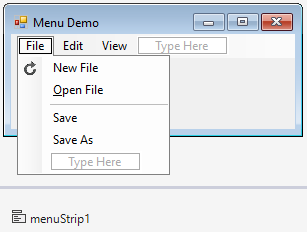 Menu Demo
File Edit View Type Here
New File
Open File
Save
Save As
Type Here
menuStrip1